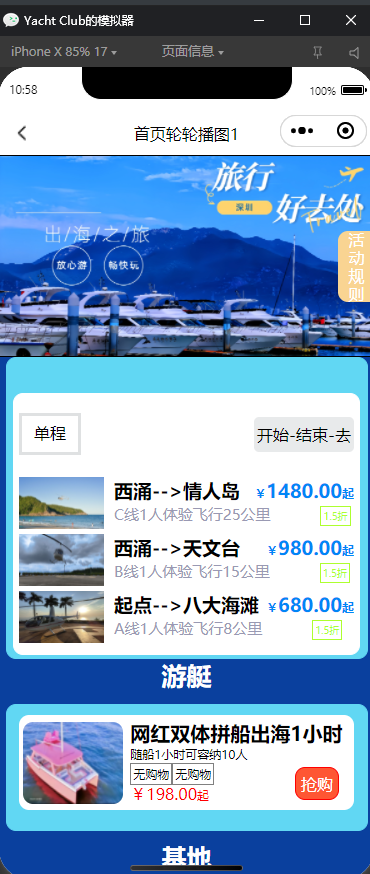 Yacht Club的模拟器
iPhone X 85% 17
页面信息
10:58
100%
首页轮轮播图1
旅行
深圳
好去处
出/海/之/旅
放心游
畅快玩
活动规则
单程
开始-结束-去
西涌-->情人岛
￥1480.00起
C线1人体验飞行25公里
1.5折
西涌-->天文台
￥980.00起
B线1人体验飞行15公里
1.5折
起点-->八大海滩
￥680.00起
A线1人体验飞行8公里
1.5折
游艇
网红双体拼船出海1小时
随船1小时可容纳10人
无购物
无购物
￥198.00起
抢购
基地